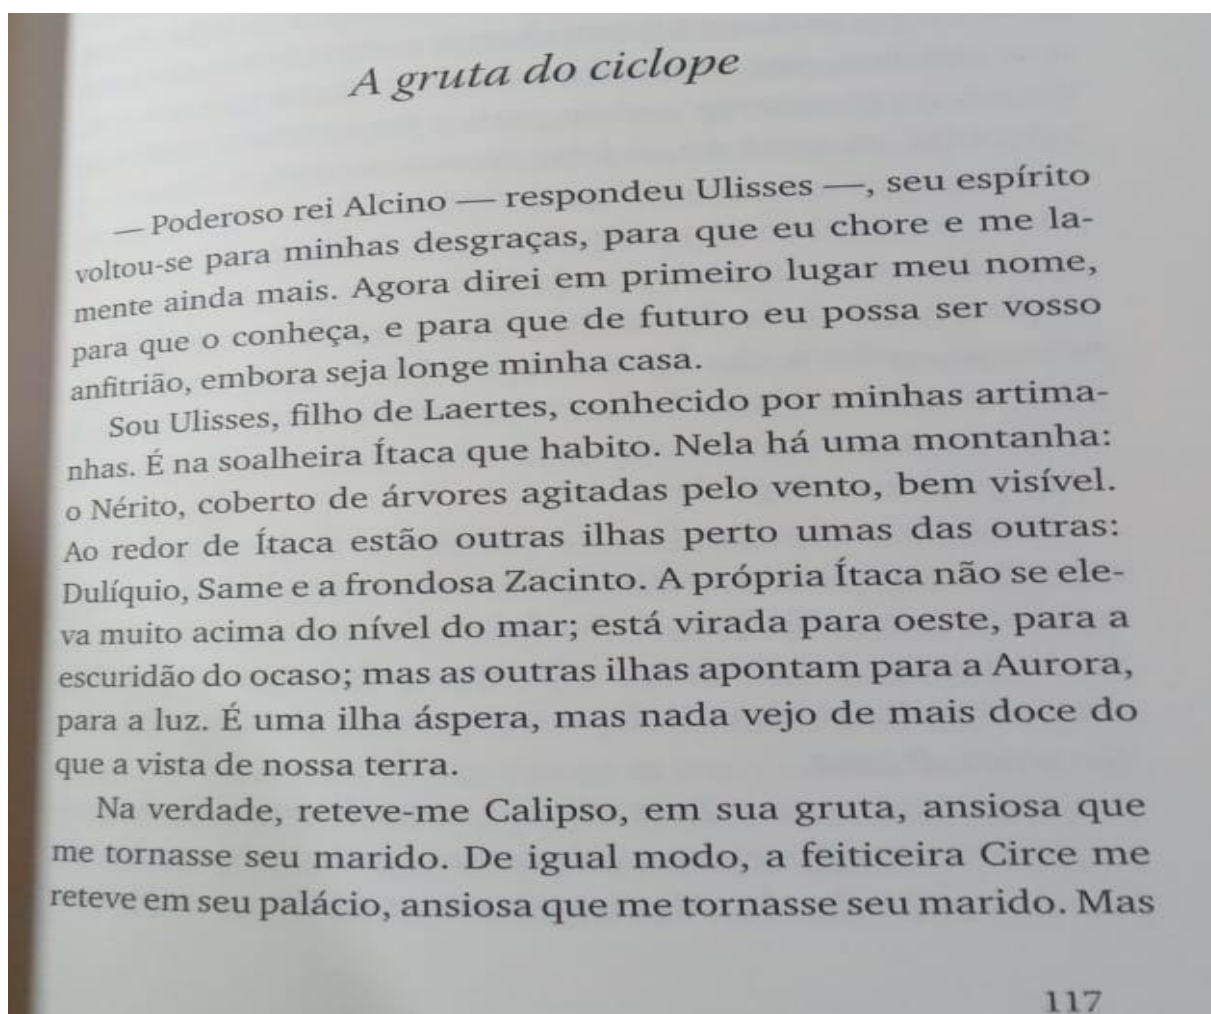 A gruta do ciclope
— Poderoso rei Alcino — respondeu Ulisses —, seu espírito
voltou-se para minhas desgraças, para que eu chore e me la-
mente ainda mais. Agora direi em primeiro lugar meu nome,
para que o conheça, e para que de futuro eu possa ser vosso
anfitrião, embora seja longe minha casa.
Sou Ulisses, filho de Laertes, conhecido por minhas artima-
nhas. É na soalheira Ítaca que habito. Nela há uma montanha:
o Nérito, coberto de árvores agitadas pelo vento, bem visível.
Ao redor de Ítaca estão outras ilhas perto umas das outras:
Dulíquio, Same e a frondosa Zacinto. A própria Ítaca não se ele-
va muito acima do nível do mar; está virada para oeste, para a
escuridão do ocaso; mas as outras ilhas apontam para a Aurora,
para a luz. É uma ilha áspera, mas nada vejo de mais doce do
que a vista de nossa terra.
Na verdade, reteve-me Calipso, em sua gruta, ansiosa que
me tornasse seu marido. De igual modo, a feiticeira Circe me
reteve em seu palácio, ansiosa que me tornasse seu marido. Mas
117